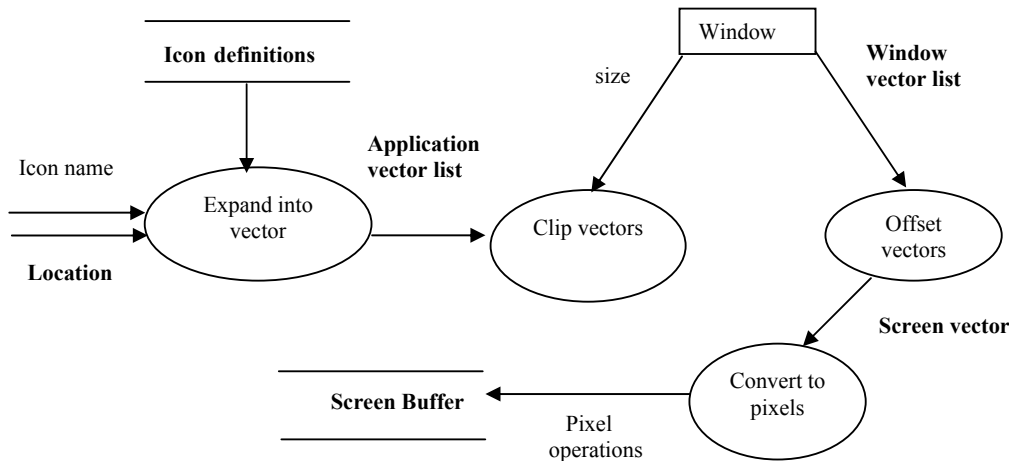 Icon definitions
Window
Window
vector list
size
Application
vector list
Icon name
Expand into
vector
Clip vectors
Offset
vectors
Location
Screen vector
Convert to
pixels
Screen Buffer
Pixel
operations